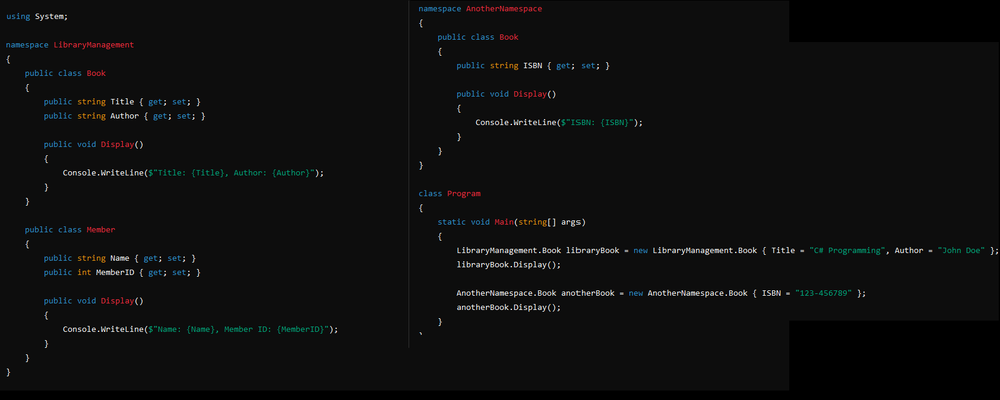 using System;
namespace LibraryManagement
{
    public class Book
    {
        public string Title { get; set; }
        public string Author { get; set; }
        public void Display()
        {
            Console.WriteLine($"Title: {Title}, Author: {Author}");
        }
    }
    public class Member
    {
        public string Name { get; set; }
        public int MemberID { get; set; }
        public void Display()
        {
            Console.WriteLine($"Name: {Name}, Member ID: {MemberID}");
        }
    }
}
namespace AnotherNamespace
{
    public class Book
    {
        public string ISBN { get; set; }
        public void Display()
        {
            Console.WriteLine($"ISBN: {ISBN}");
        }
    }
}
class Program
{
    static void Main(string[] args)
    {
        LibraryManagement.Book libraryBook = new LibraryManagement.Book { Title = "C# Programming", Author = "John Doe" };
        libraryBook.Display();
        AnotherNamespace.Book anotherBook = new AnotherNamespace.Book { ISBN = "123-456789" };
        anotherBook.Display();
    }